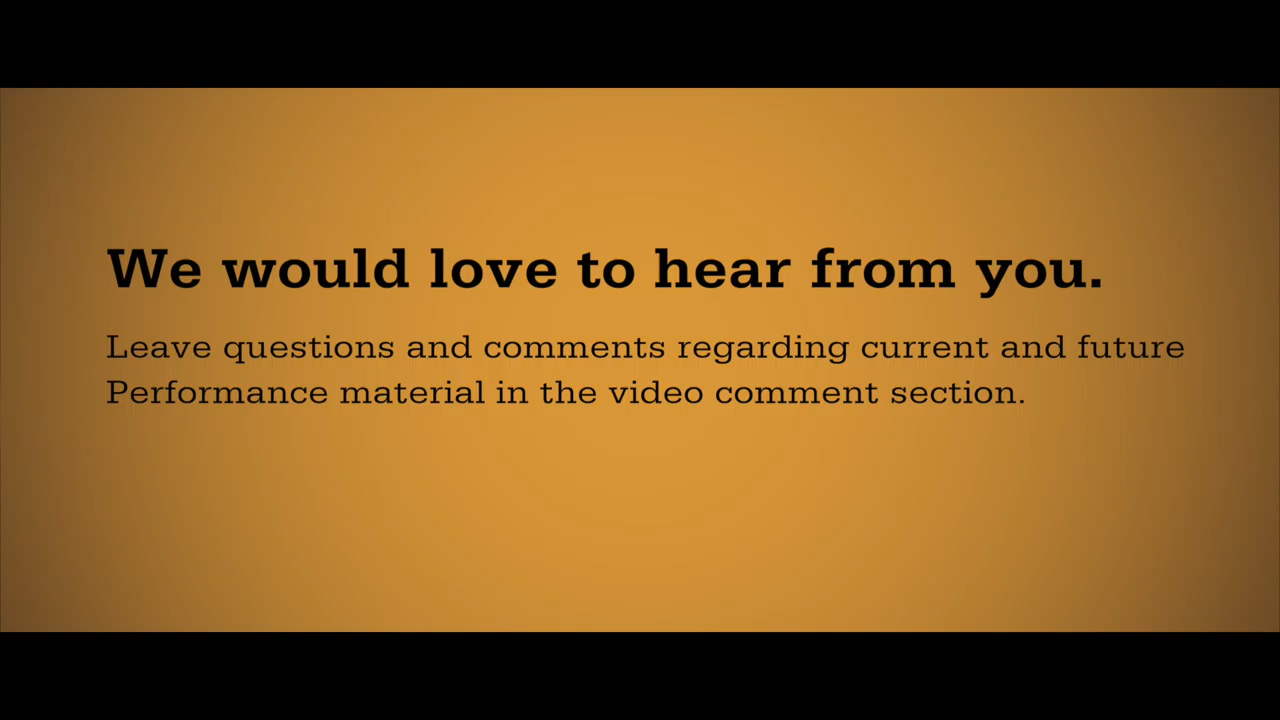 We would love to hear from you.
Leave questions and comments regarding current and future
Performance material in the video comment section.